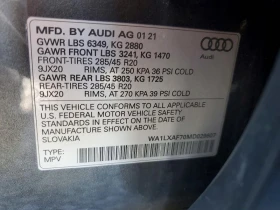 MFD. BY AUDI AG 01 21
GVWR LBS 6349, KG 2880
GAWR FRONT LBS 3241, KG 1470
FRONT-TIRES 285/45 R20
9JX20 RIMS, AT 250 KPA 36 PSI COLD
GAWR REAR LBS 3803, KG 1725
REAR-TIRES 285/45 R20
9JX20 RIMS, AT 270 KPA 39 PSI COLD
THIS VEHICLE CONFORMS TO ALL APPLICABLE
U.S. FEDERAL MOTOR VEHICLE SAFETY
STANDARDS IN EFFECT ON THE DATE OF
MANUFACTURE SHOWN ABOVE.
SLOVAKIA
TYPE:
MPV